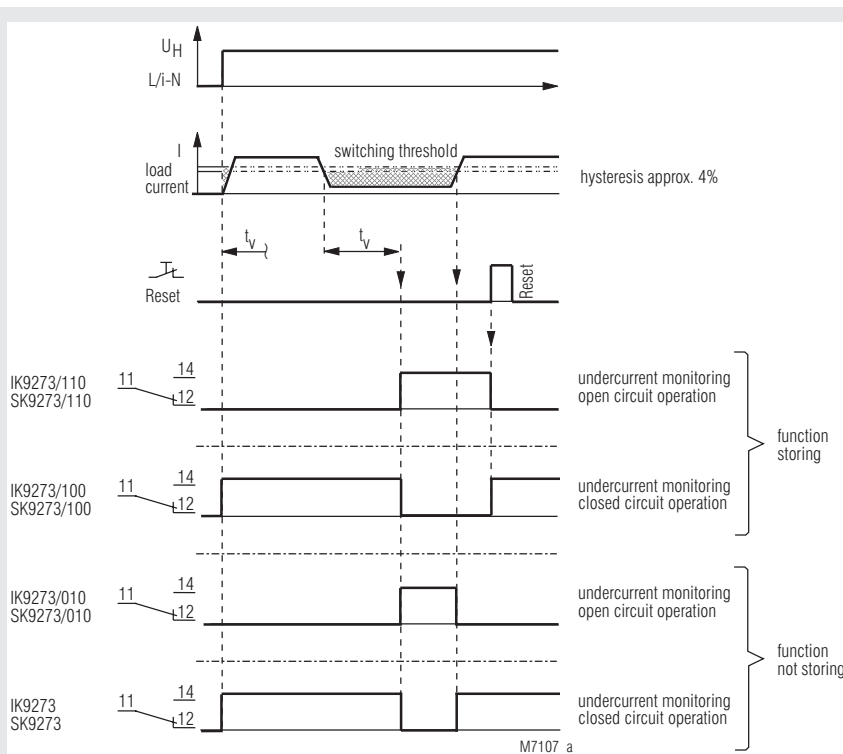 UH
L/i-N
I
load
current
switching threshold
hysteresis approx. 4%
tv
tv
Reset
Reset
IK9273/110
SK9273/110
11
14
12
undercurrent monitoring
open circuit operation
function
storing
IK9273/100
SK9273/100
11
14
12
undercurrent monitoring
closed circuit operation
IK9273/010
SK9273/010
11
14
12
undercurrent monitoring
open circuit operation
function
not storing
IK9273
SK9273
11
14
12
undercurrent monitoring
closed circuit operation
M7107_a